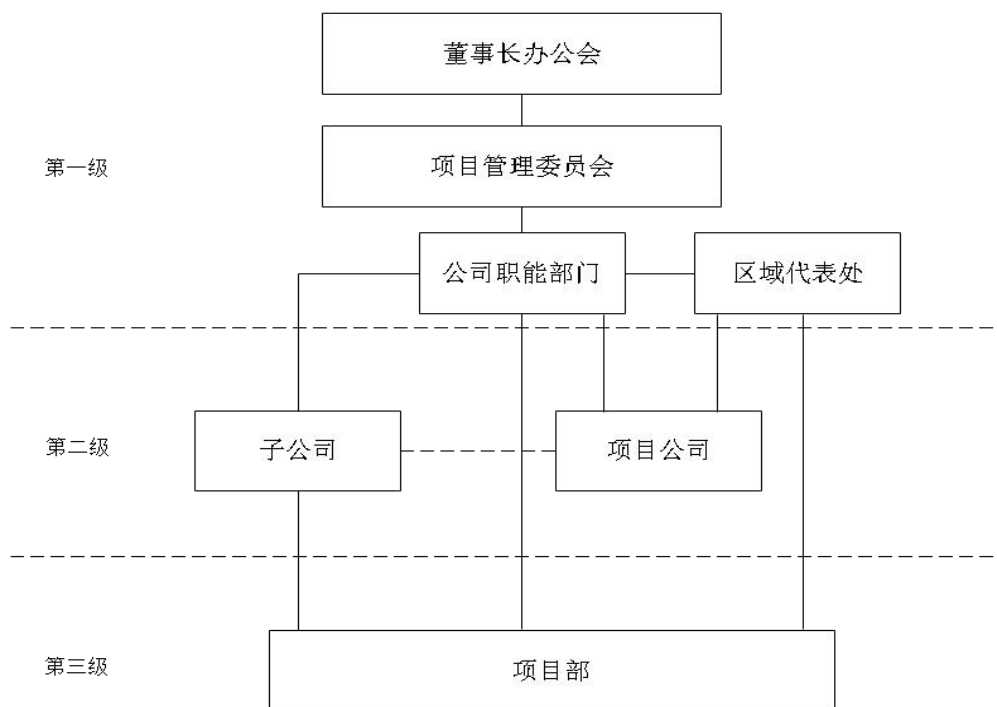 董事长办公会
第一级
项目管理委员会
公司职能部门
区域代表处
第二级
子公司
项目公司
第三级
项目部